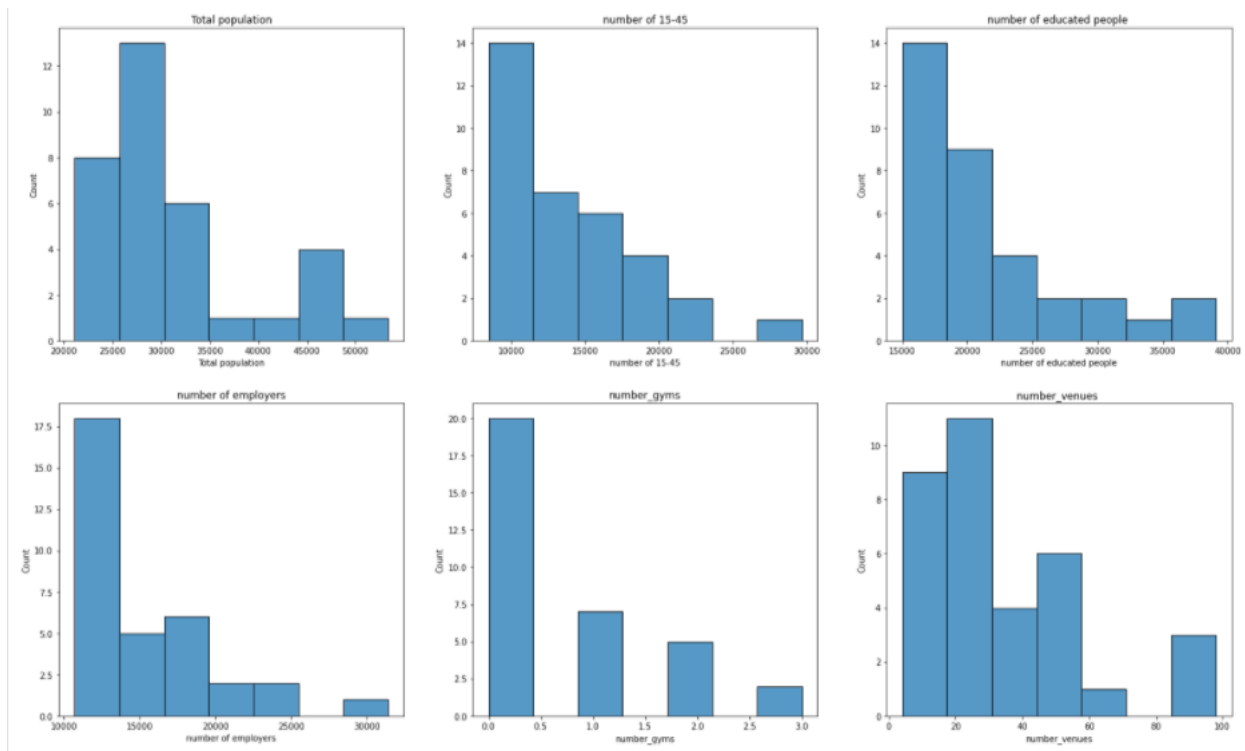 Total population
Count
12
10
8
6
4
2
0
20000 25000 30000 35000 40000 45000 50000
Total population
number of 15-45
Count
14
12
10
8
6
4
2
0
10000 15000 20000 25000 30000
number of 15-45
number of educated people
Count
14
12
10
8
6
4
2
0
15000 20000 25000 30000 35000 40000
number of educated people
number of employers
Count
17.5
15.0
12.5
10.0
7.5
5.0
2.5
0.0
10000 15000 20000 25000 30000
number of employers
number_gyms
Count
20.0
17.5
15.0
12.5
10.0
7.5
5.0
2.5
0.0
0.0 0.5 1.0 1.5 2.0 2.5 3.0
number_gyms
number_venues
Count
10
8
6
4
2
0
0 20 40 60 80 100
number_venues